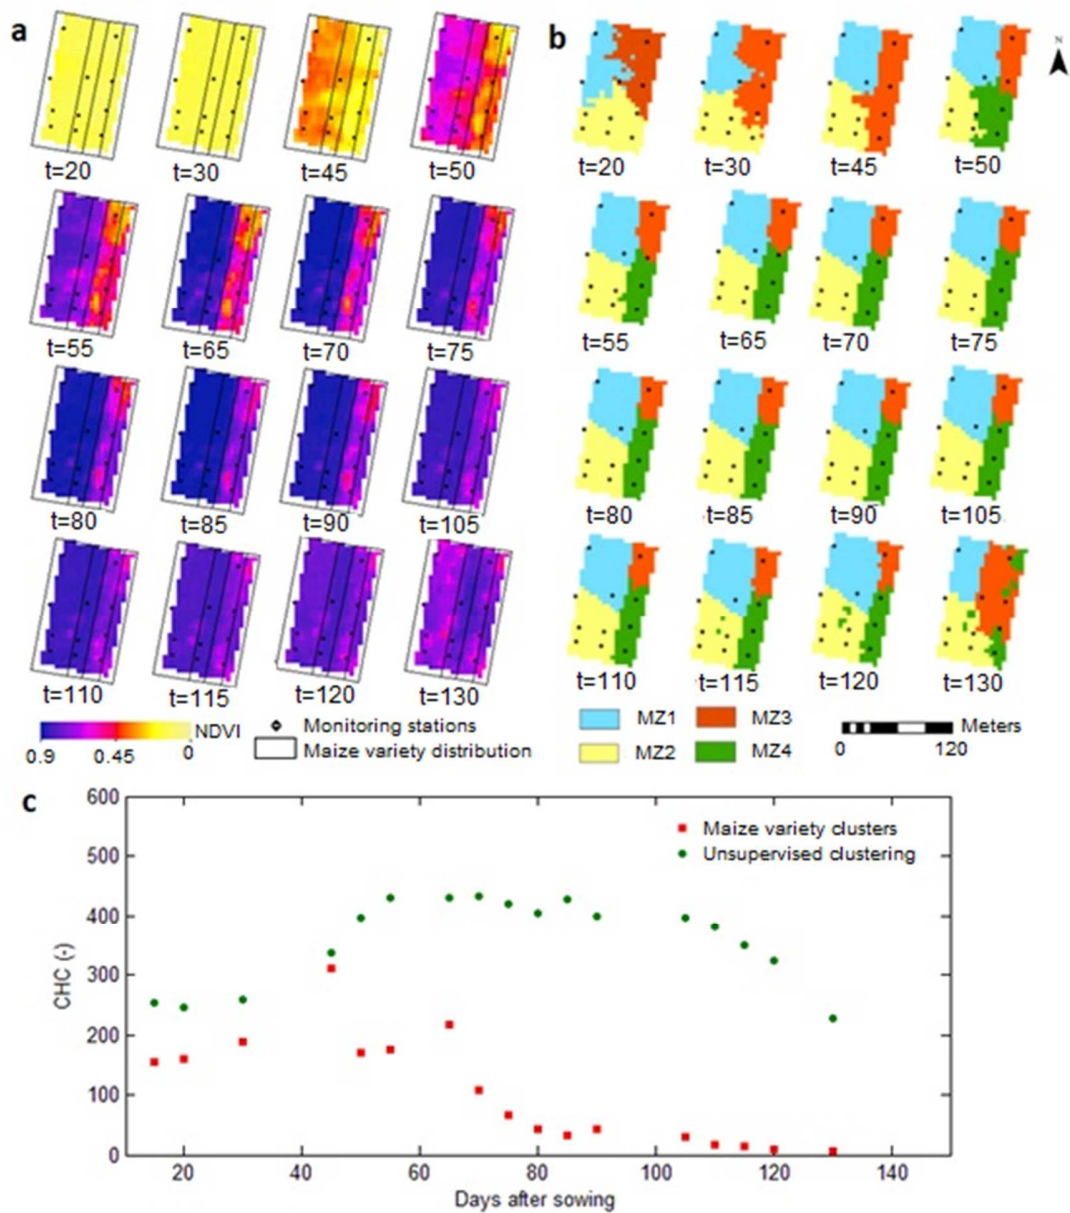 a
t=20 t=30 t=45 t=50
t=55 t=65 t=70 t=75
t=80 t=85 t=90 t=105
t=110 t=115 t=120 t=130
NDVI
0.9 0.45 0
Monitoring stations
Maize variety distribution
b
N
t=20 t=30 t=45 t=50
t=55 t=65 t=70 t=75
t=80 t=85 t=90 t=105
t=110 t=115 t=120 t=130
MZ1 MZ3
MZ2 MZ4
Meters
0 120
c
600
500
400
300
200
100
0
CHC (-)
Maize variety clusters
Unsupervised clustering
20 40 60 80 100 120 140
Days after sowing